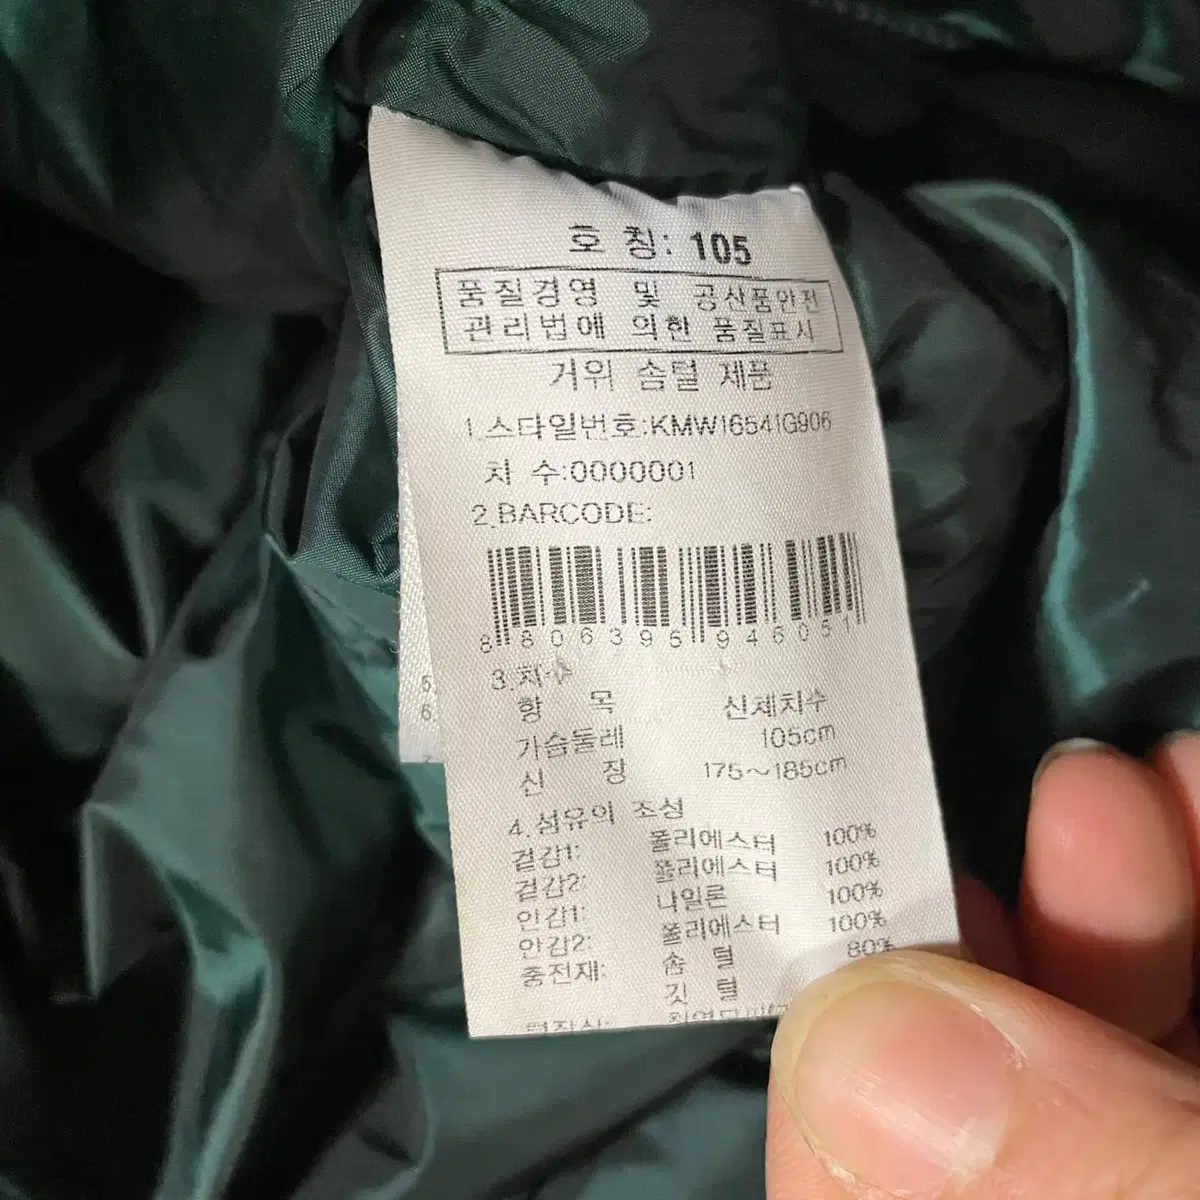 호 칭: 105
품질경영 및 공산품안전
관리법에 의한 품질표시
거위 솜털 제품
1.스타일번호:KMW16541G906
차 수:0000001
2.BARCODE:
8806395946051
3.치수
항 목 신체치수
가슴둘레 105cm
신 장 175~185cm
4.섬유의 조성
겉감1: 폴리에스터 100%
겉감2: 폴리에스터 100%
안감1: 나일론 100%
안감2: 폴리에스터 100%
충전재: 솜 털 80%
깃 털
5
6
7